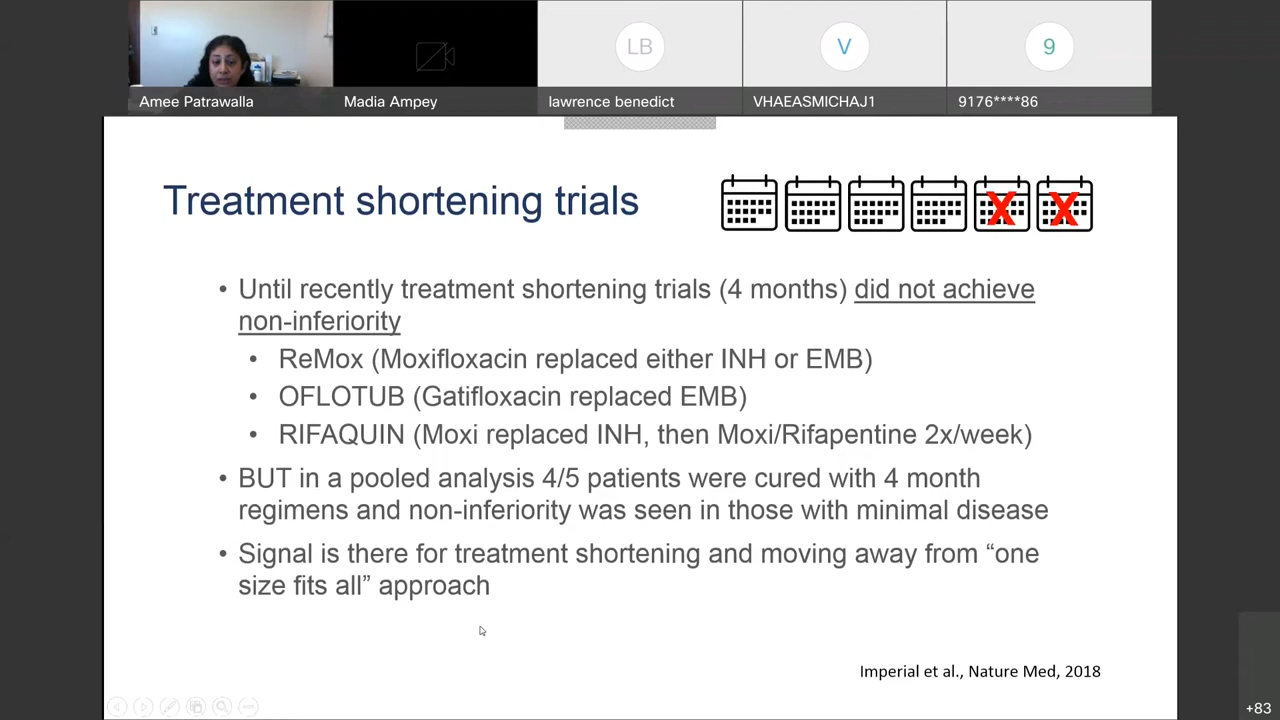 LB
V
9
Amee Patrawalla
Madia Ampey
lawrence benedict
VHAEASMICHAJ1
9176****86
Treatment shortening trials
X X
• Until recently treatment shortening trials (4 months) did not achieve
non-inferiority
• ReMox (Moxifloxacin replaced either INH or EMB)
• OFLOTUB (Gatifloxacin replaced EMB)
• RIFAQUIN (Moxi replaced INH, then Moxi/Rifapentine 2x/week)
• BUT in a pooled analysis 4/5 patients were cured with 4 month
regimens and non-inferiority was seen in those with minimal disease
• Signal is there for treatment shortening and moving away from “one
size fits all” approach
Imperial et al., Nature Med, 2018
+83